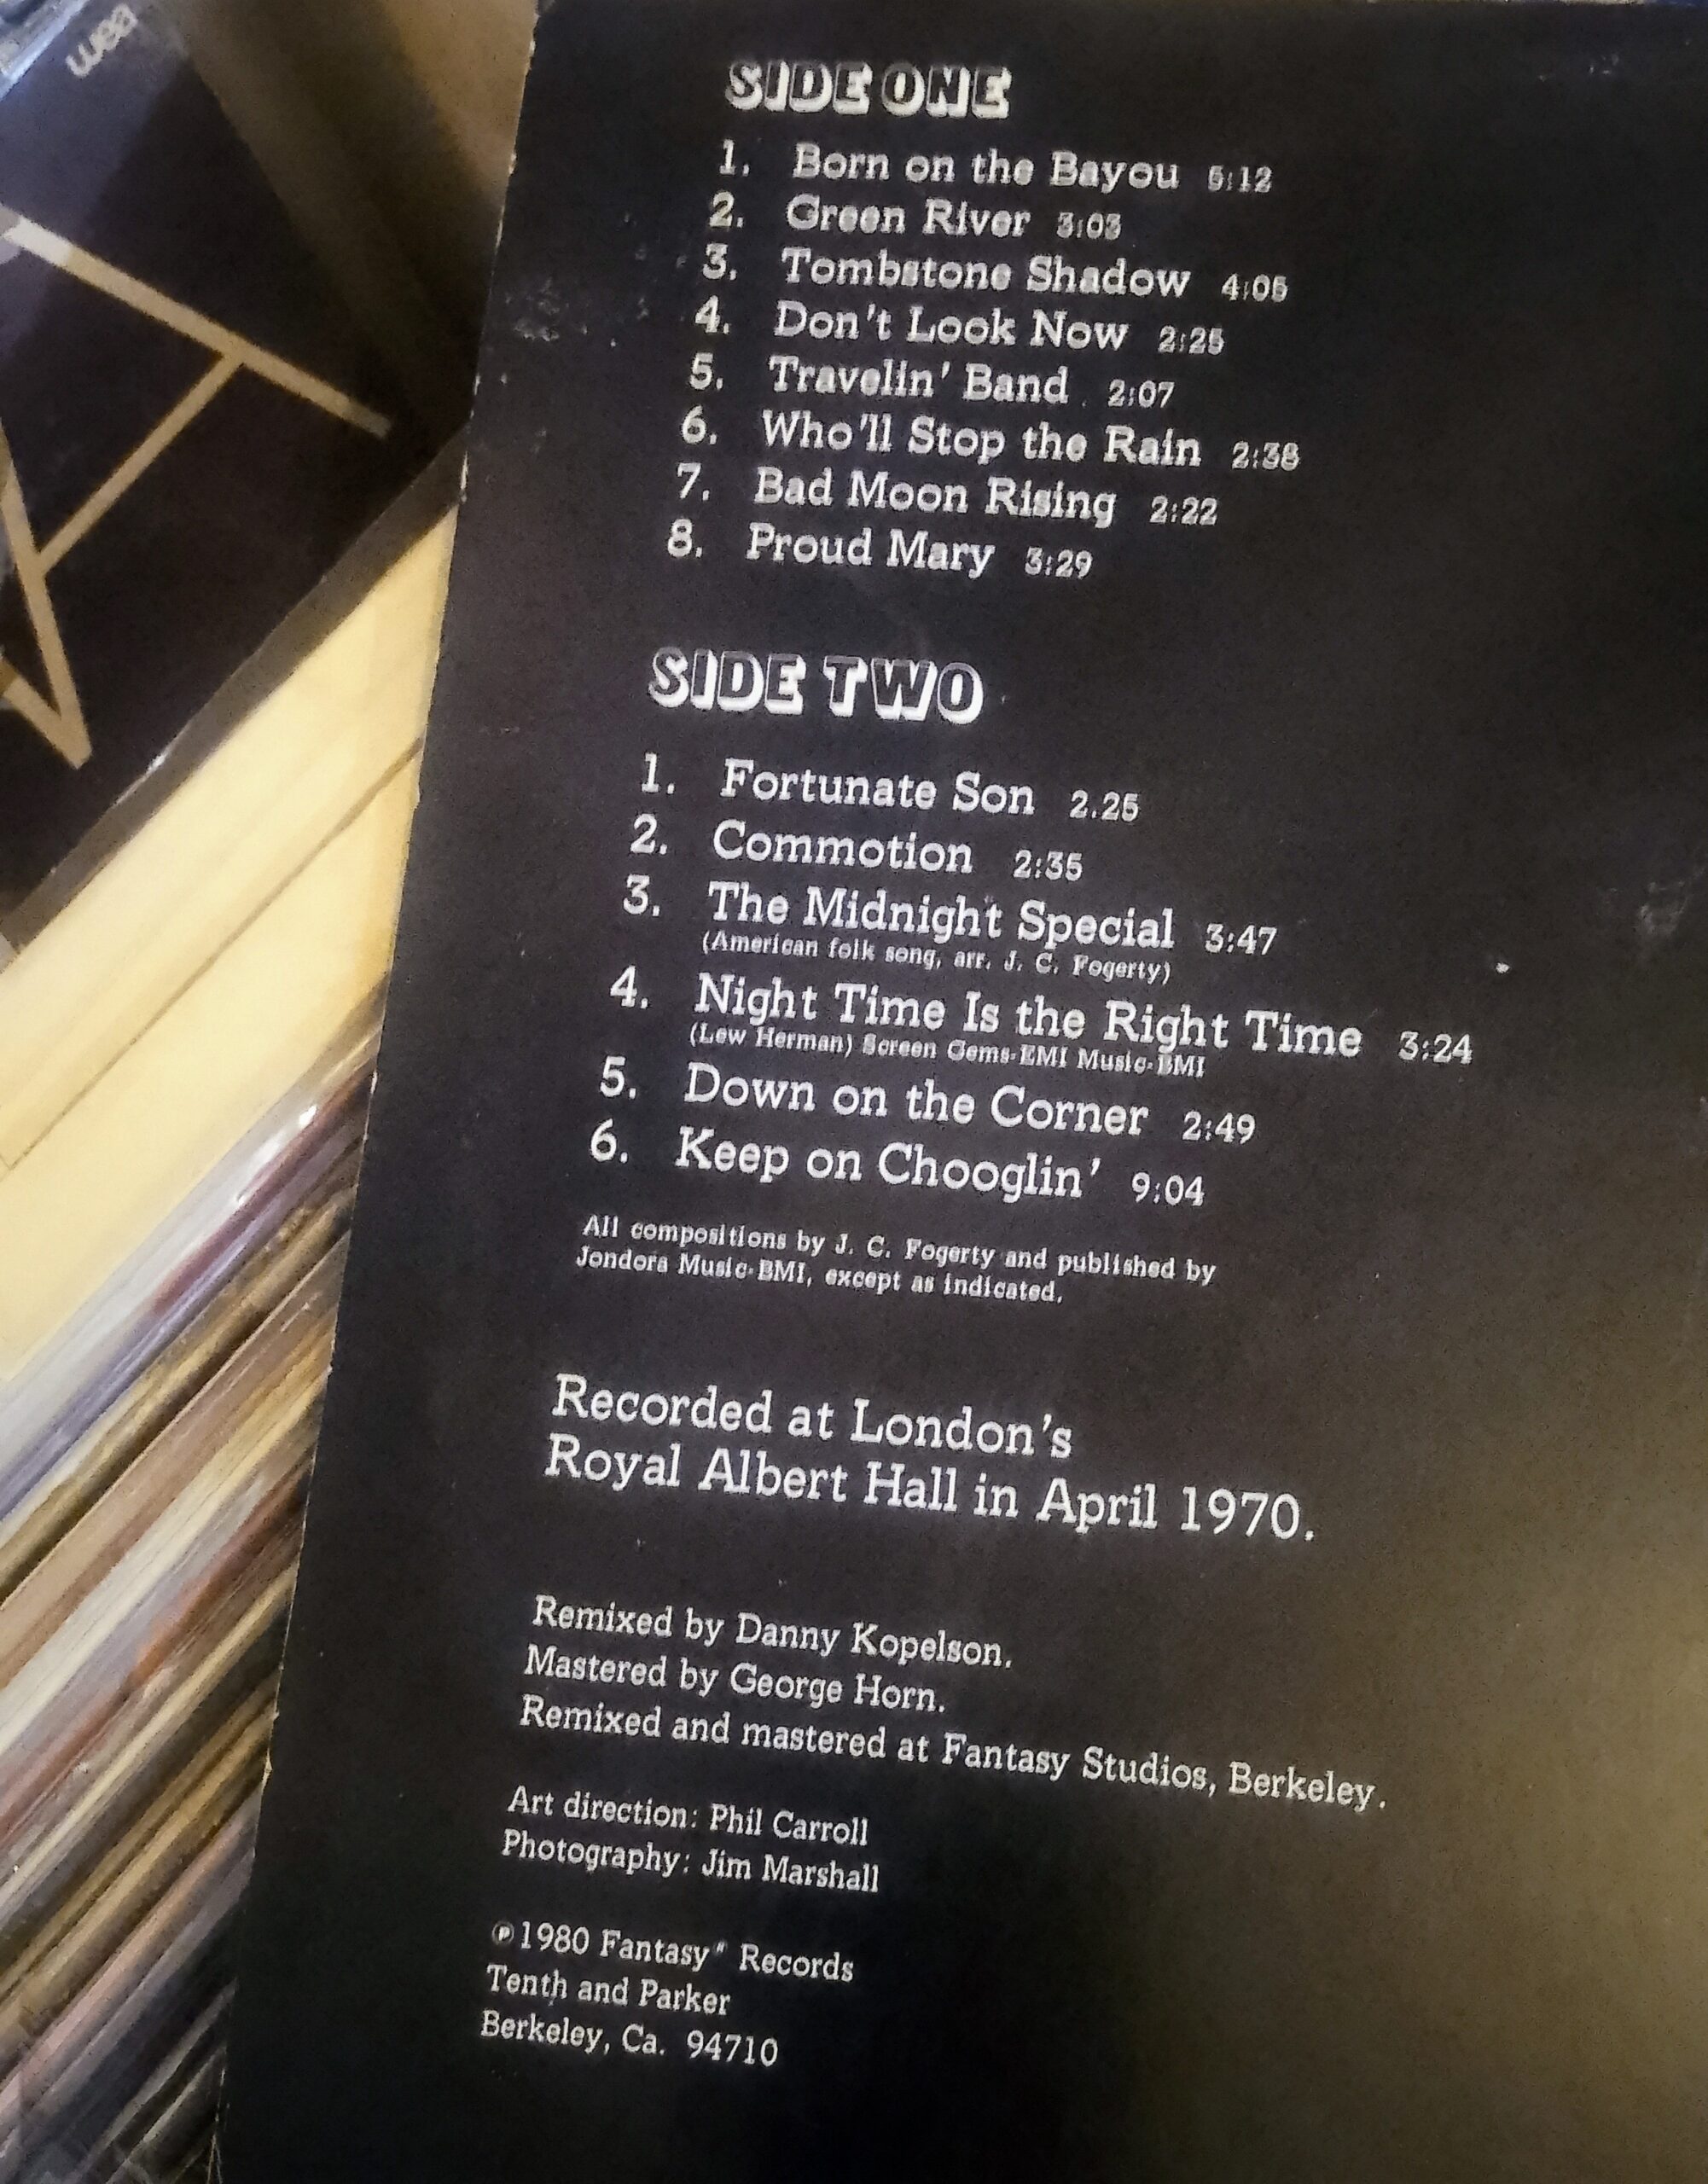 wea
SIDE ONE
1. Born on the Bayou 5:12
2. Green River 3:03
3. Tombstone Shadow 4:05
4. Don't Look Now 2:25
5. Travelin' Band 2:07
6. Who'll Stop the Rain 2:38
7. Bad Moon Rising 2:22
8. Proud Mary 3:29
SIDE TWO
1. Fortunate Son 2.25
2. Commotion 2:35
3. The Midnight Special 3:47
(American folk song, arr. J. C. Fogerty)
4. Night Time Is the Right Time 3:24
(Lew Herman) Screen Gems-EMI Music-BMI
5. Down on the Corner 2:49
6. Keep on Chooglin' 9:04
All compositions by J. C. Fogerty and published by
Jondora Music-BMI, except as indicated.
Recorded at London's
Royal Albert Hall in April 1970.
Remixed by Danny Kopelson.
Mastered by George Horn.
Remixed and mastered at Fantasy Studios, Berkeley.
Art direction: Phil Carroll
Photography: Jim Marshall
℗1980 Fantasy" Records
Tenth and Parker
Berkeley, Ca. 94710